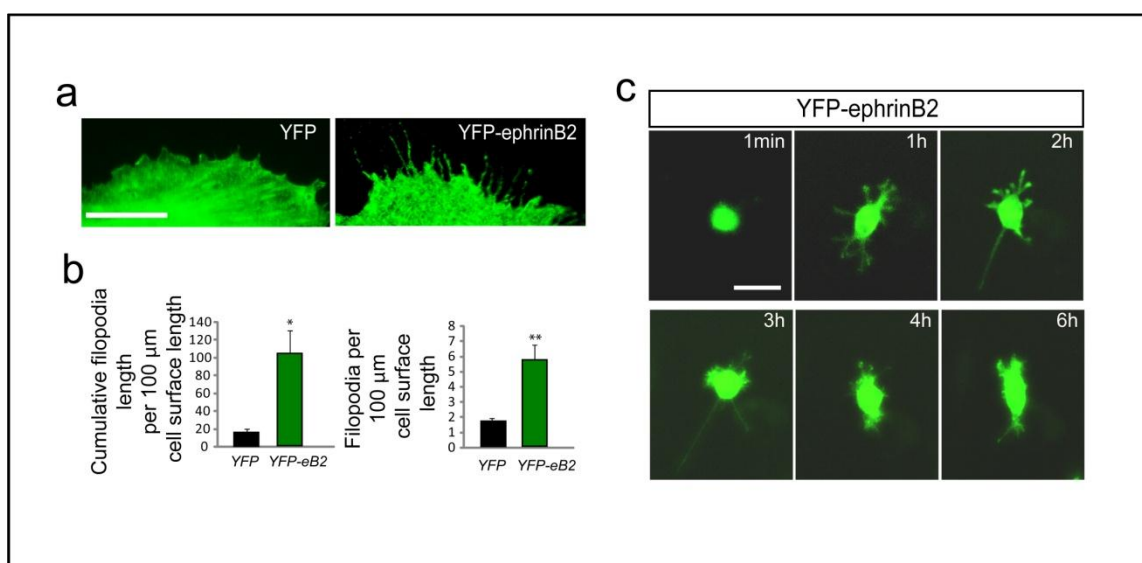 a
YFP
YFP-ephrinB2
b
Cumulative filopodia
length
per 100 µm
cell surface length
140
120
100
80
60
40
20
0
*
YFP
YFP-eB2
Filopodia per
100 µm
cell surface
length
8
7
6
5
4
3
2
1
0
**
YFP
YFP-eB2
c
YFP-ephrinB2
1min
1h
2h
3h
4h
6h